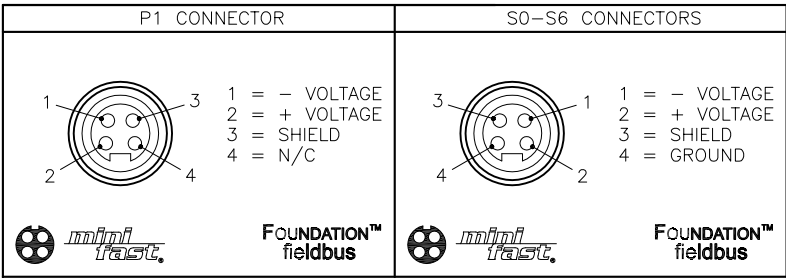 P1 CONNECTOR
1
3
2
4
1 = - VOLTAGE
2 = + VOLTAGE
3 = SHIELD
4 = N/C
mini
fast.
FOUNDATION™
fieldbus
S0-S6 CONNECTORS
3
1
4
2
1 = - VOLTAGE
2 = + VOLTAGE
3 = SHIELD
4 = GROUND
mini
fast.
FOUNDATION™
fieldbus